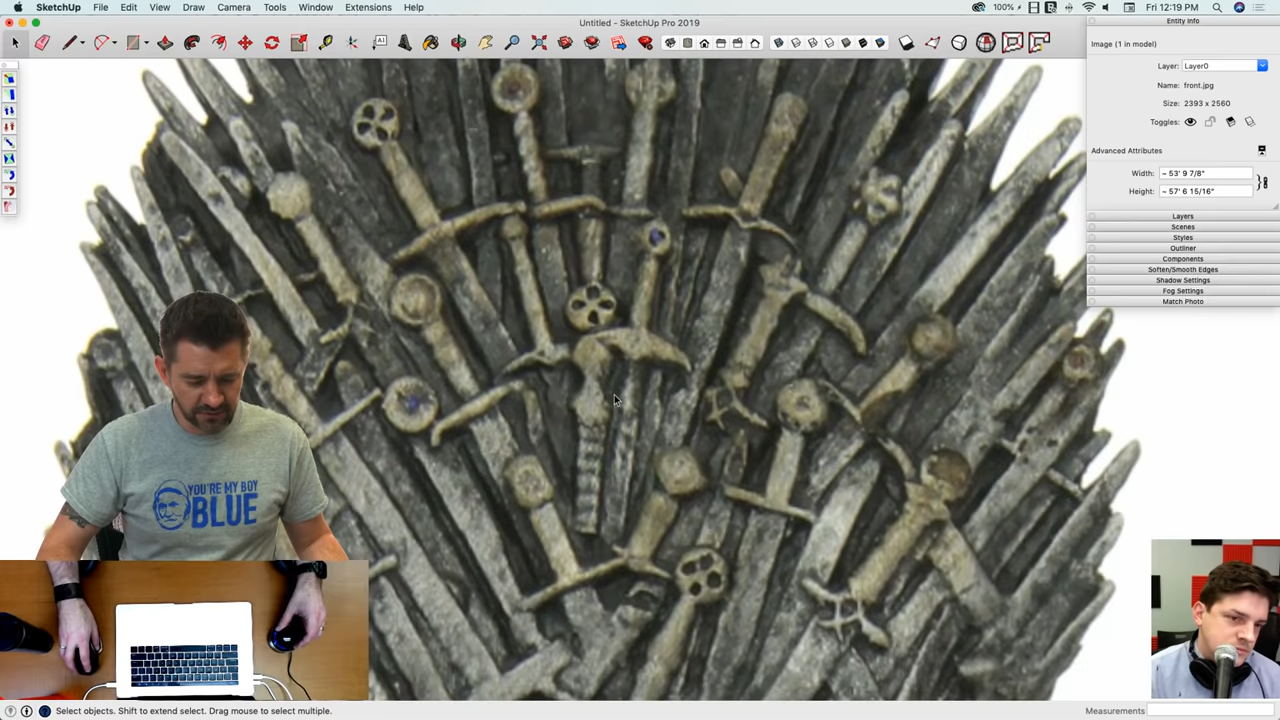 SketchUp File Edit View Draw Camera Tools Window Extensions Help
100% Fri 12:19 PM
Untitled - SketchUp Pro 2019
Entity Info
Image (1 in model)
Layer: Layer0
Name: front.jpg
Size: 2393 x 2560
Toggles:
Advanced Attributes
Width: ~ 53' 9 7/8"
Height: ~ 57' 6 15/16"
Layers
Scenes
Styles
Outliner
Components
Soften/Smooth Edges
Shadow Settings
Fog Settings
Match Photo
YOU'RE MY BOY
BLUE
Select objects. Shift to extend select. Drag mouse to select multiple.
Measurements